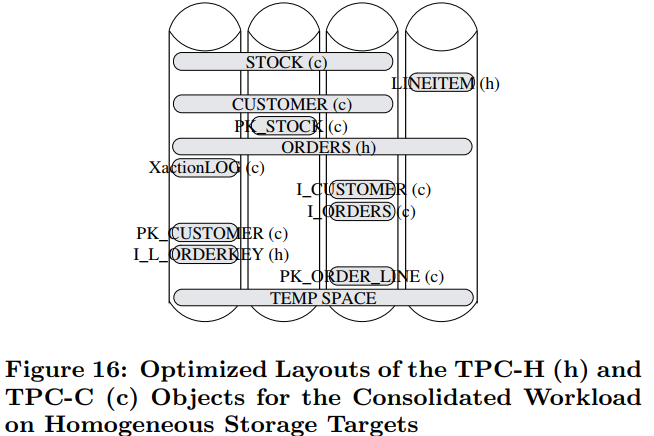 STOCK (c)
LINEITEM (h)
CUSTOMER (c)
PK_STOCK (c)
ORDERS (h)
XactionLOG (c)
I_CUSTOMER (c)
I_ORDERS (c)
PK_CUSTOMER (c)
I_L_ORDERKEY (h)
PK_ORDER_LINE (c)
TEMP SPACE
Figure 16: Optimized Layouts of the TPC-H (h) and
TPC-C (c) Objects for the Consolidated Workload
on Homogeneous Storage Targets